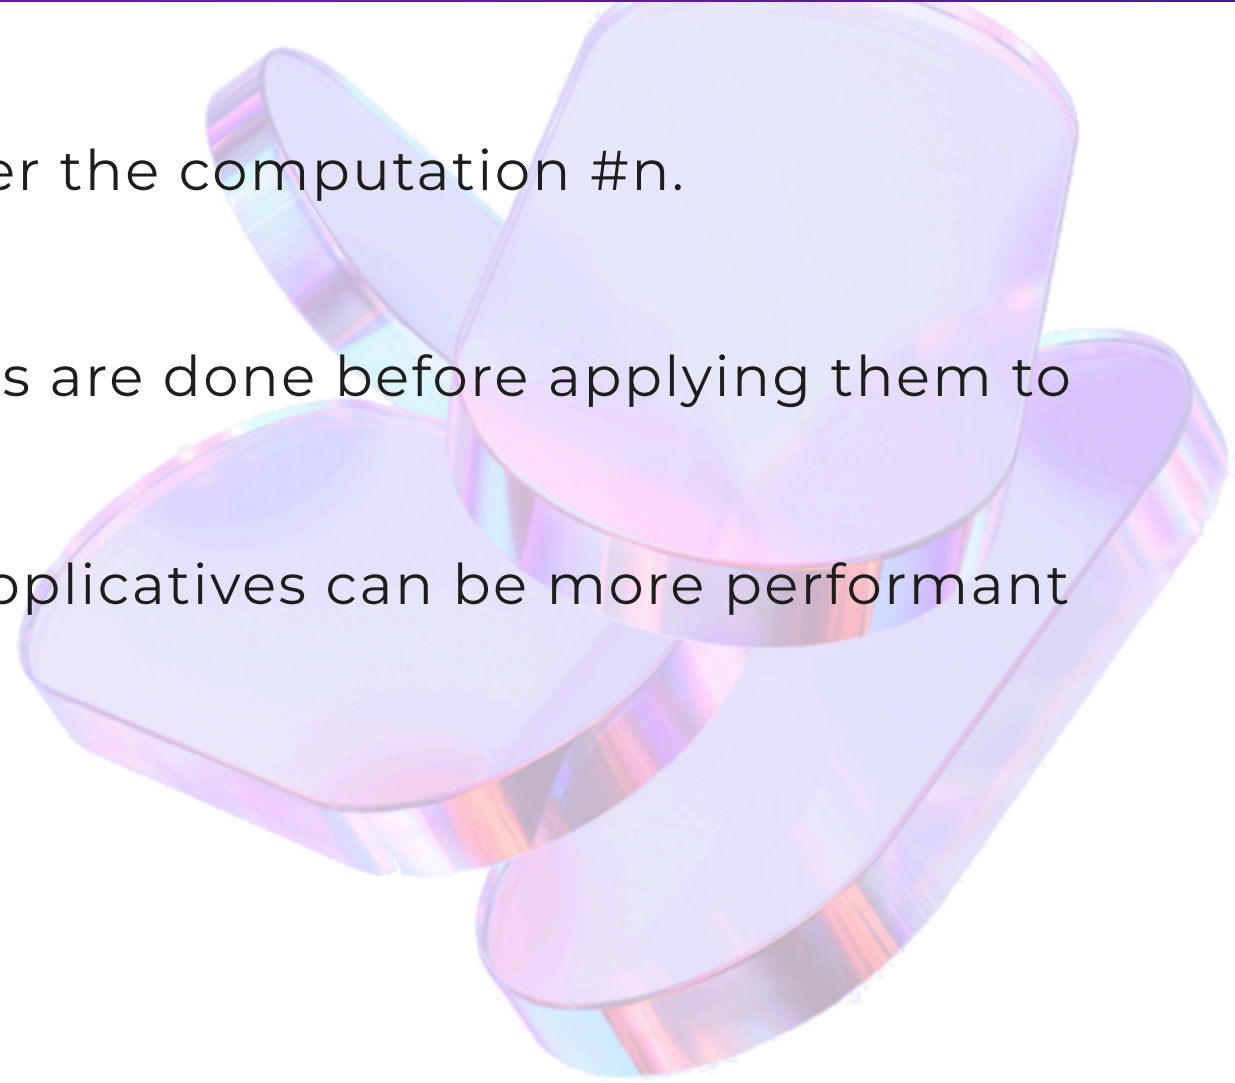 er the computation #n.
s are done before applying them to
pplicatives can be more performant